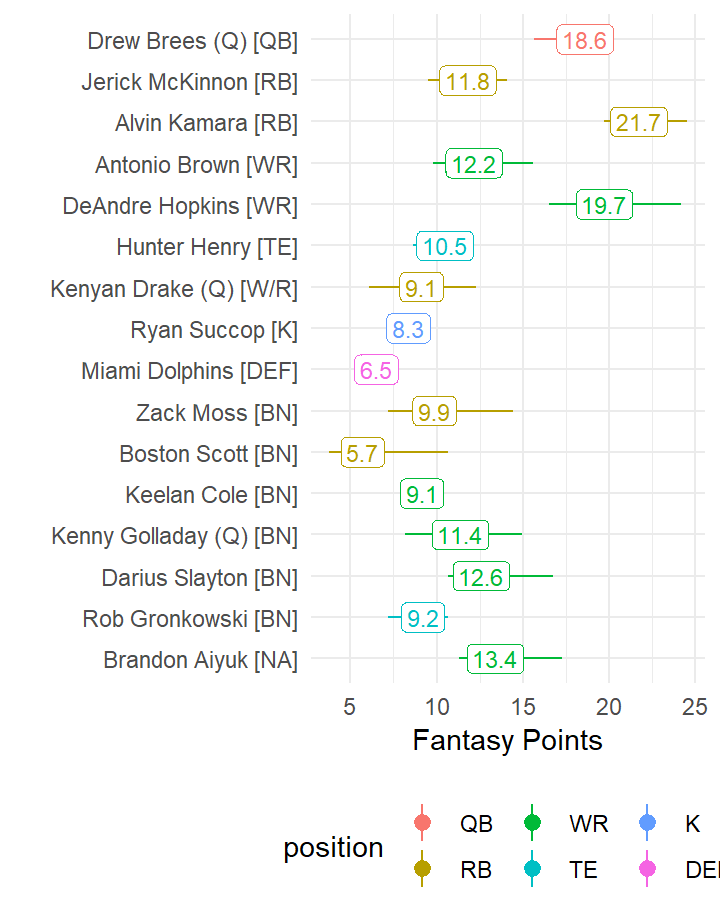 Drew Brees (Q) [QB] 18.6
Jerick McKinnon [RB] 11.8
Alvin Kamara [RB] 21.7
Antonio Brown [WR] 12.2
DeAndre Hopkins [WR] 19.7
Hunter Henry [TE] 10.5
Kenyan Drake (Q) [W/R] 9.1
Ryan Succop [K] 8.3
Miami Dolphins [DEF] 6.5
Zack Moss [BN] 9.9
Boston Scott [BN] 5.7
Keelan Cole [BN] 9.1
Kenny Golladay (Q) [BN] 11.4
Darius Slayton [BN] 12.6
Rob Gronkowski [BN] 9.2
Brandon Aiyuk [NA] 13.4
5 10 15 20 25
Fantasy Points
position
QB WR K
RB TE